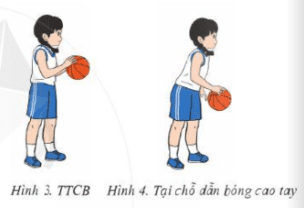 Hình 3. TTCB
Hình 4. Tại chỗ dẫn bóng cao tay